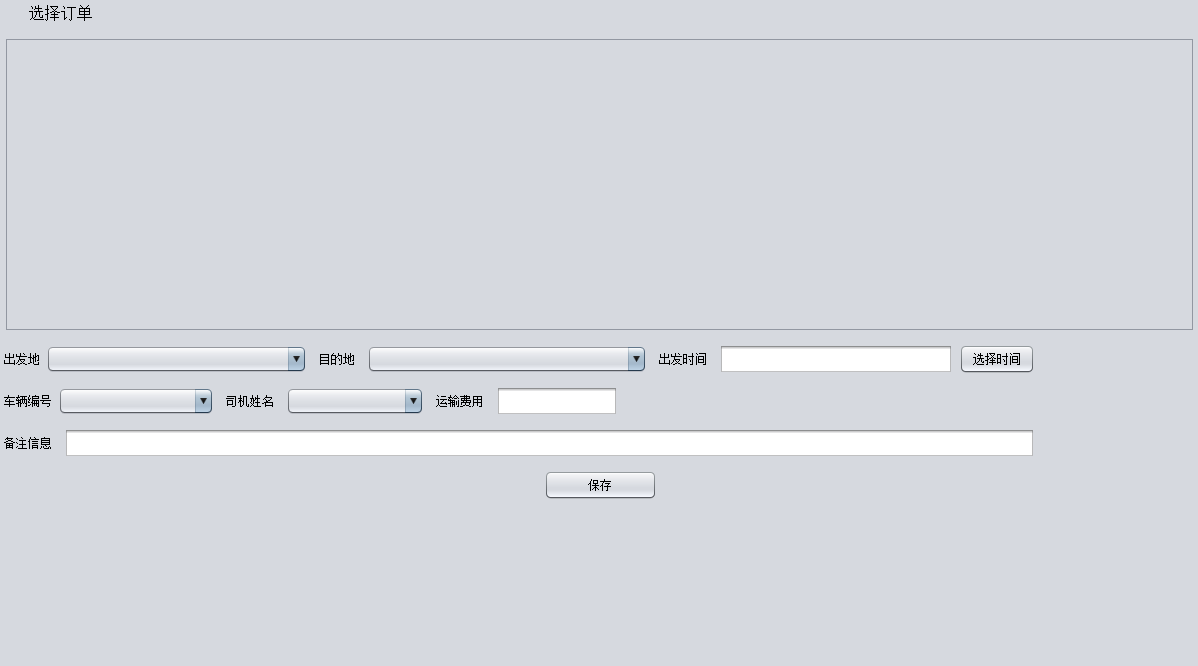 选择订单
出发地 目的地 出发时间 选择时间
车辆编号 司机姓名 运输费用
备注信息
保存